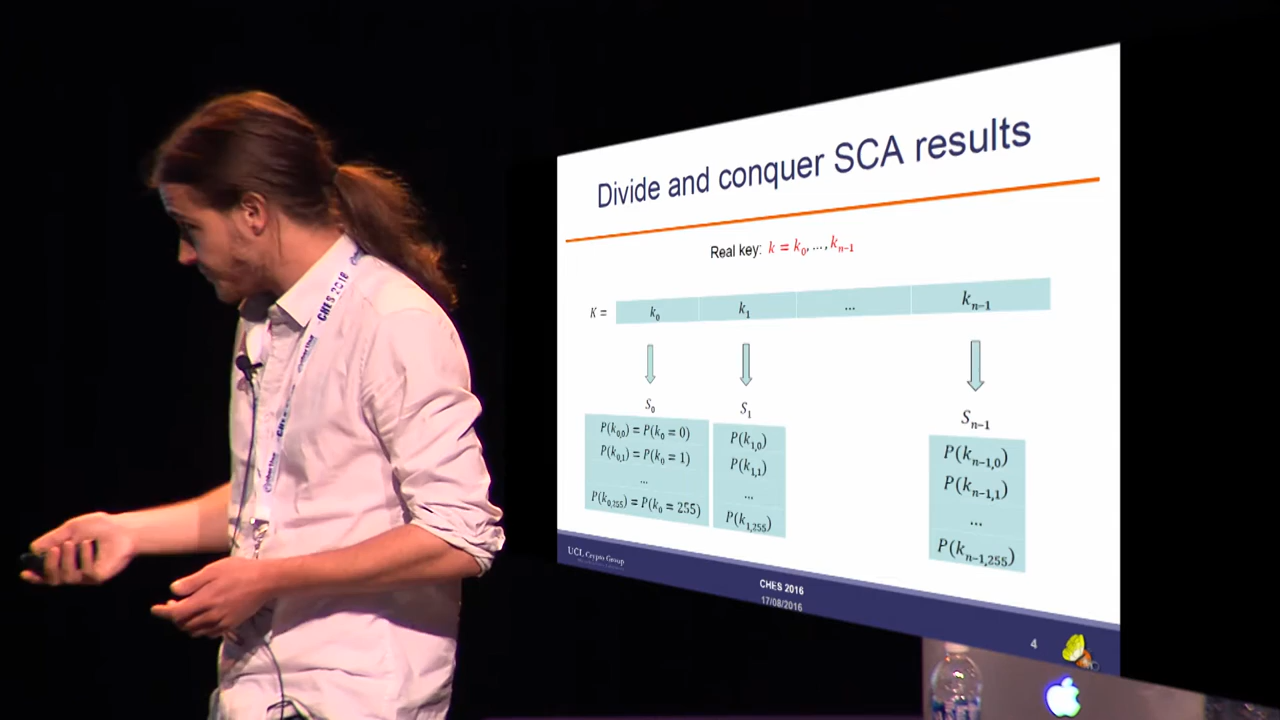 Divide and conquer SCA results
Real key: k = k₀, ..., kₙ₋₁
K = k₀ k₁ ... kₙ₋₁
S₀ S₁ Sₙ₋₁
P(k₀,₀) = P(k₀ = 0) P(k₁,₀) P(kₙ₋₁,₀)
P(k₀,₁) = P(k₀ = 1) P(k₁,₁) P(kₙ₋₁,₁)
... ... ...
P(k₀,₂₅₅) = P(k₀ = 255) P(k₁,₂₅₅) P(kₙ₋₁,₂₅₅)
UCL Crypto Group
CHES 2016
17/08/2016
4
CHES 2016